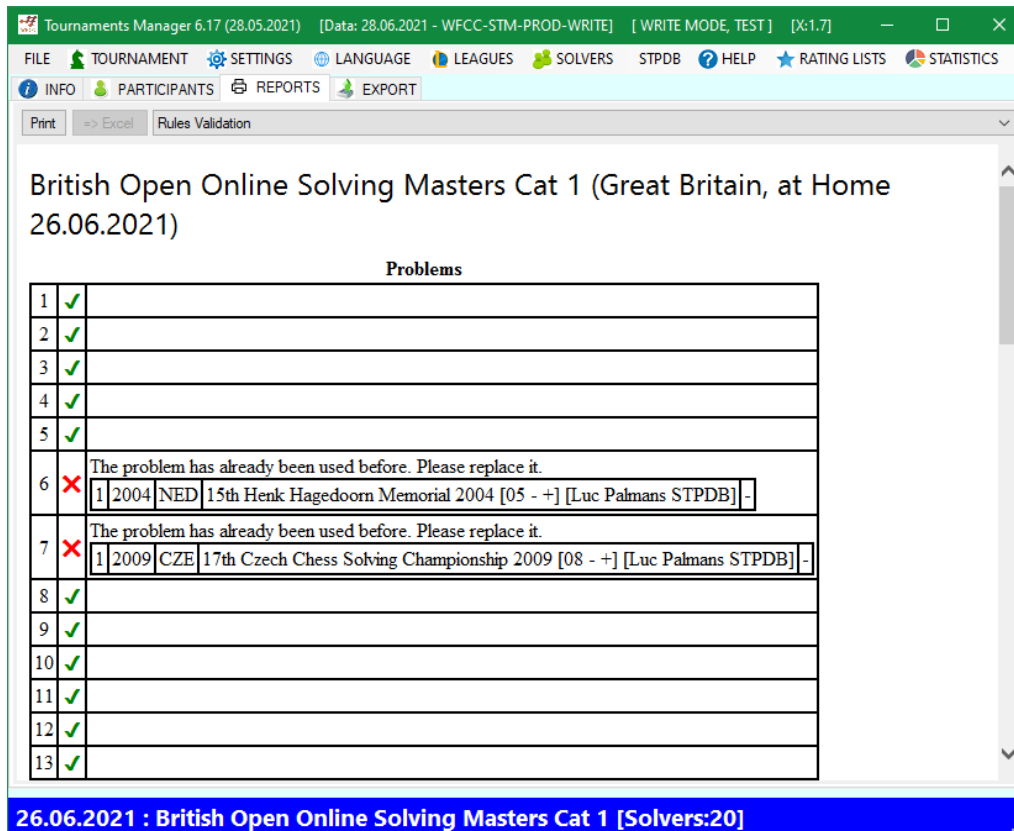 Tournaments Manager 6.17 (28.05.2021) [Data: 28.06.2021 - WFCC-STM-PROD-WRITE] [ WRITE MODE, TEST ] [X:1.7]
FILE TOURNAMENT SETTINGS LANGUAGE LEAGUES SOLVERS STPDB HELP RATING LISTS STATISTICS
INFO PARTICIPANTS REPORTS EXPORT
Print => Excel Rules Validation
British Open Online Solving Masters Cat 1 (Great Britain, at Home
26.06.2021)
Problems
1
2
3
4
5
The problem has already been used before. Please replace it.
6 1 2004 NED 15th Henk Hagedoorn Memorial 2004 [05 - +] [Luc Palmans STPDB] -
The problem has already been used before. Please replace it.
7 1 2009 CZE 17th Czech Chess Solving Championship 2009 [08 - +] [Luc Palmans STPDB] -
8
9
10
11
12
13
26.06.2021 : British Open Online Solving Masters Cat 1 [Solvers:20]